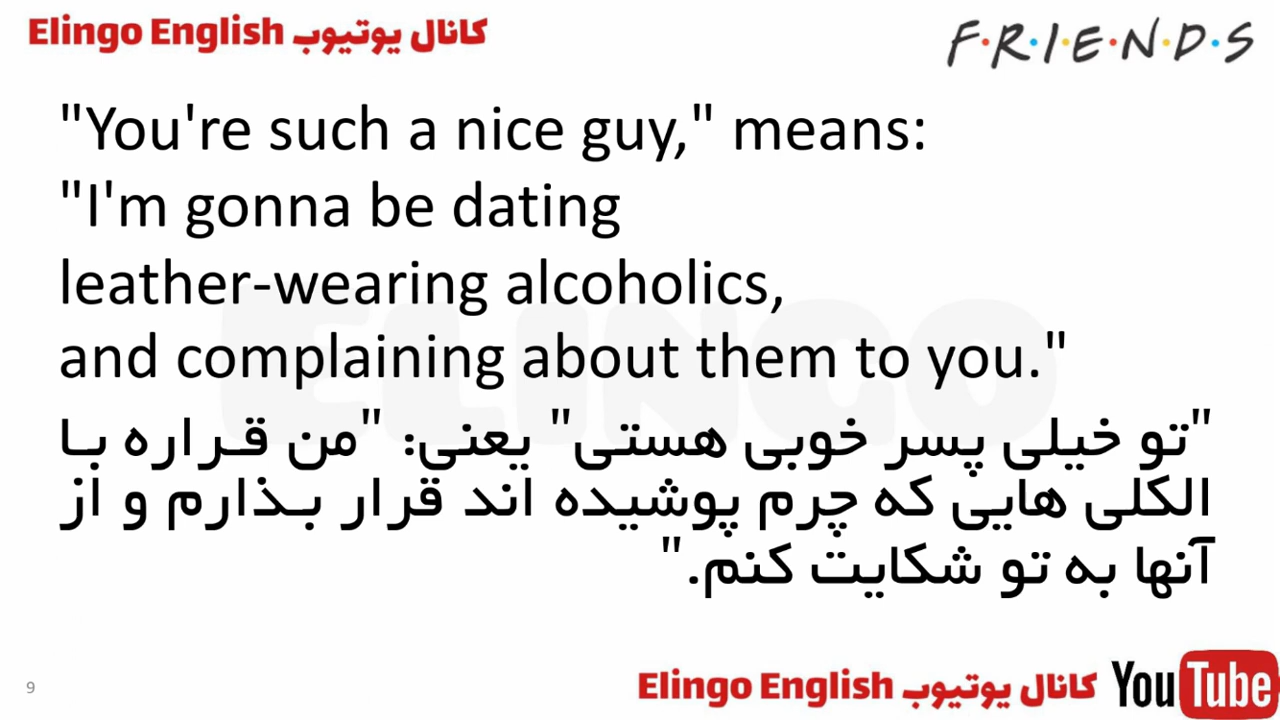 Elingo English کانال یوتیوب
F·R·I·E·N·D·S
"You're such a nice guy," means:
"I'm gonna be dating
leather-wearing alcoholics,
and complaining about them to you."
ELINGO
"تو خیلی پسر خوبی هستی" یعنی: "من قراره با
الکلی هایی که چرم پوشیده اند قرار بذارم و از
آنها به تو شکایت کنم."
9
Elingo English کانال یوتیوب YouTube